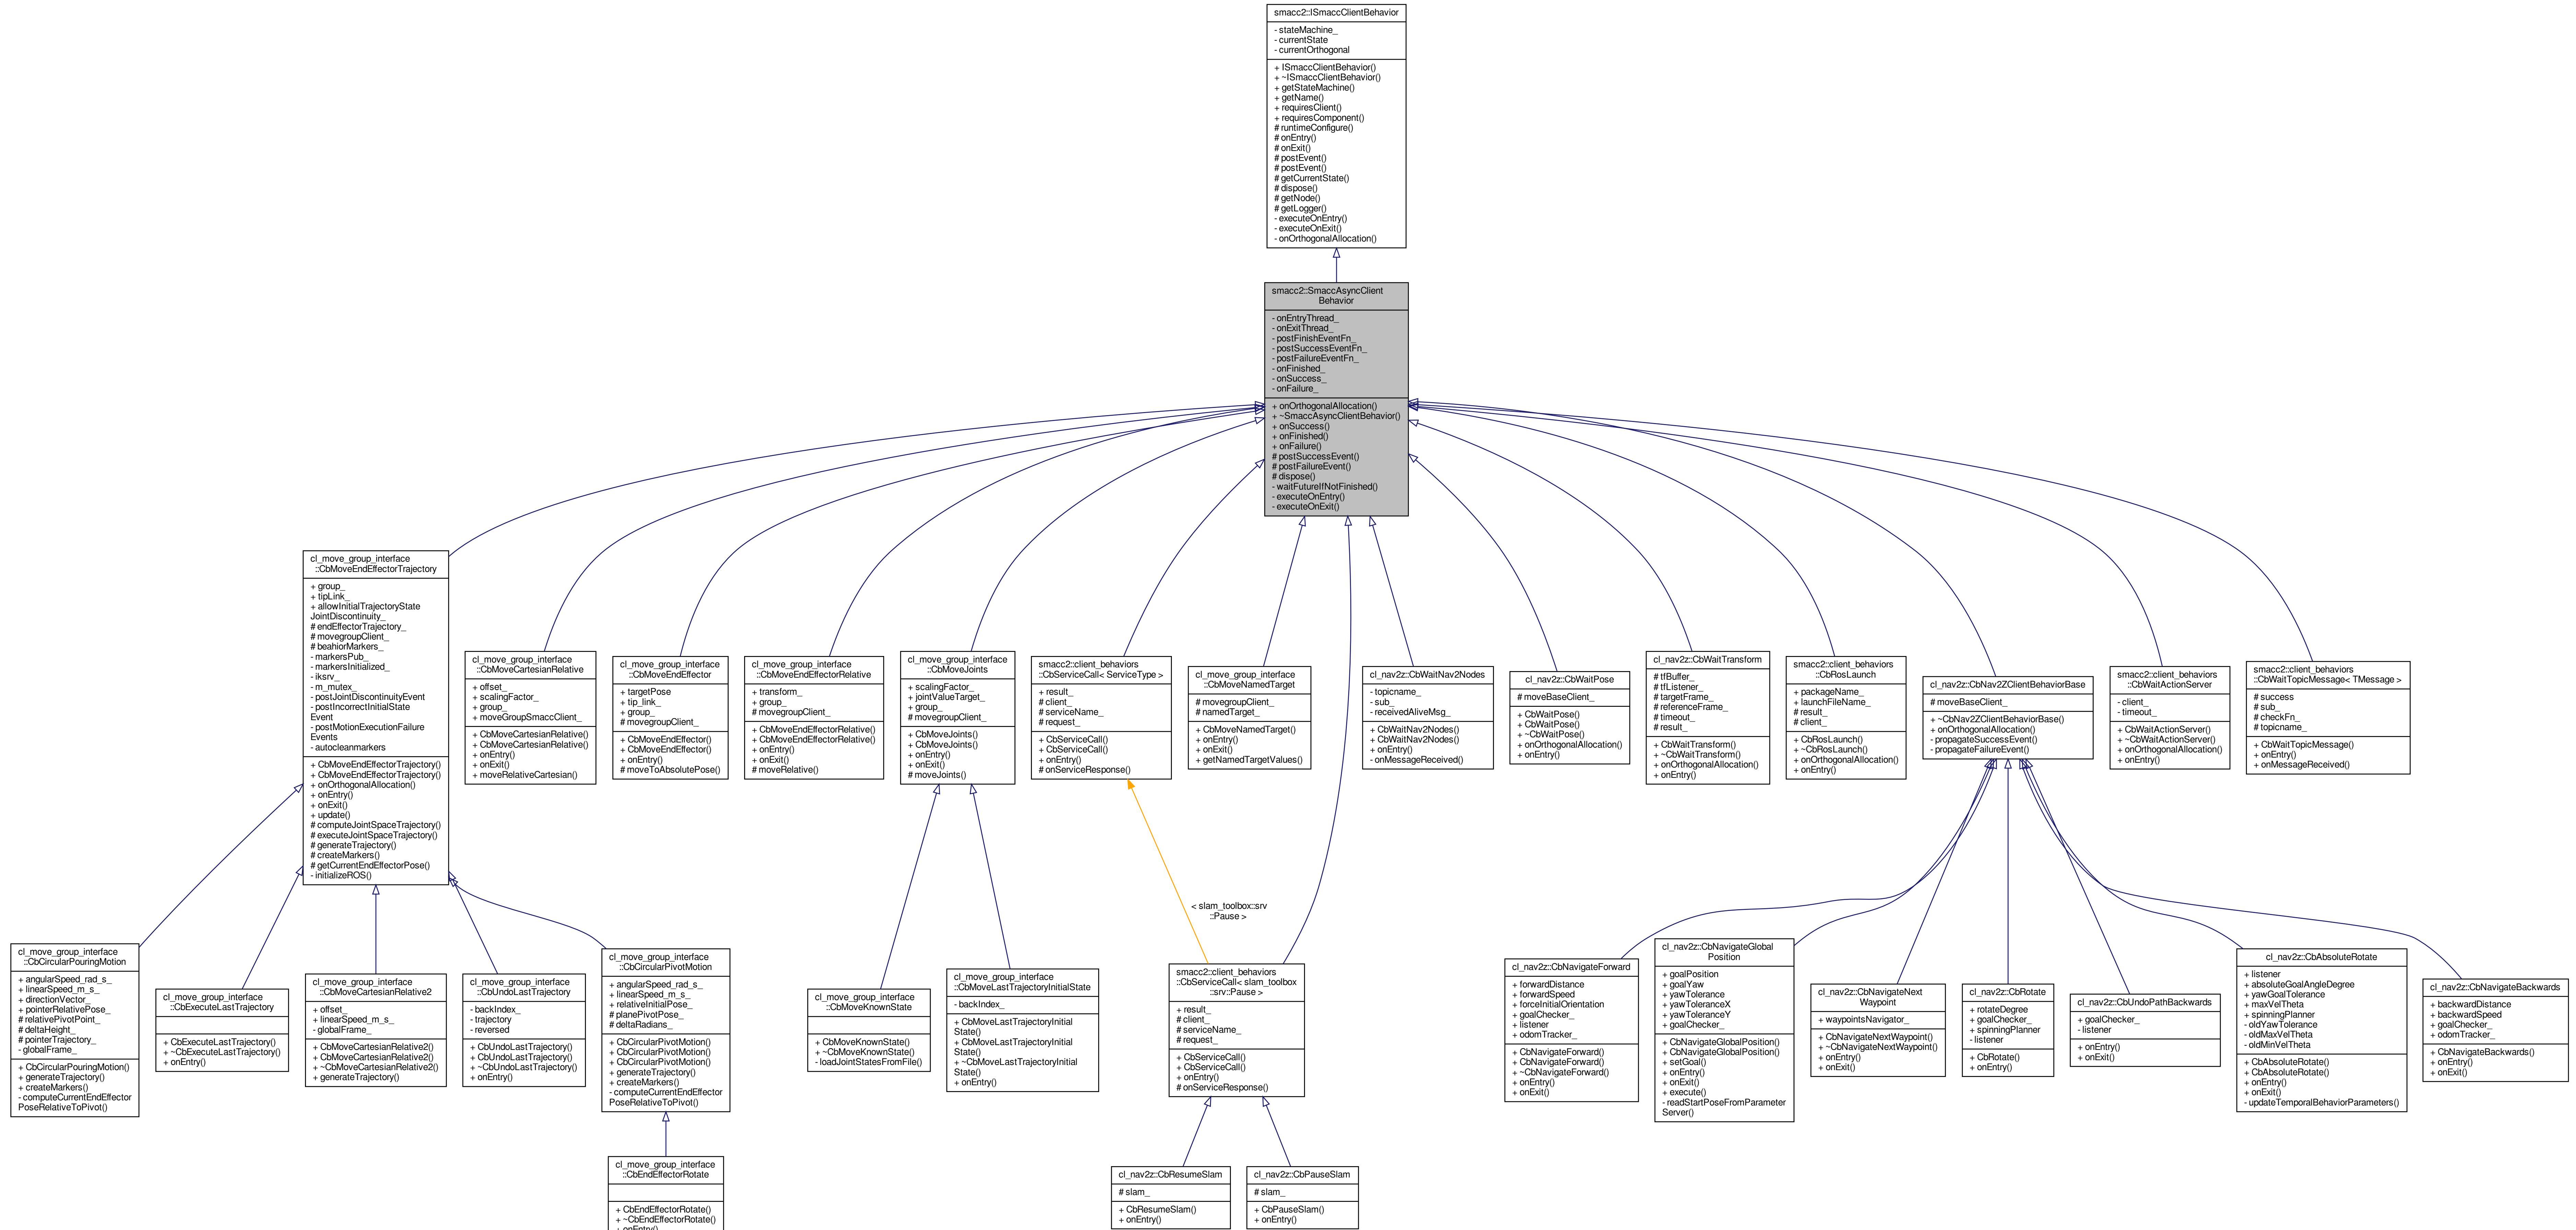 smacc2::ISmaccClientBehavior
- stateMachine_
- currentState
- currentOrthogonal
+ ISmaccClientBehavior()
+ ~ISmaccClientBehavior()
+ getStateMachine()
+ getName()
+ requiresClient()
+ requiresComponent()
# runtimeConfigure()
# onEntry()
# onExit()
# postEvent()
# postEvent()
# getCurrentState()
# dispose()
# getNode()
# getLogger()
- executeOnEntry()
- executeOnExit()
- onOrthogonalAllocation()
smacc2::SmaccAsyncClient
Behavior
- onEntryThread_
- onExitThread_
- postFinishEventFn_
- postSuccessEventFn_
- postFailureEventFn_
- onFinished_
- onSuccess_
- onFailure_
+ onOrthogonalAllocation()
+ ~SmaccAsyncClientBehavior()
+ onSuccess()
+ onFinished()
+ onFailure()
# postSuccessEvent()
# postFailureEvent()
# dispose()
- waitFutureIfNotFinished()
- executeOnEntry()
- executeOnExit()
cl_move_group_interface
::CbMoveEndEffectorTrajectory
+ group_
+ tipLink_
+ allowInitialTrajectoryState
JointDiscontinuity_
# endEffectorTrajectory_
# movegroupClient_
# beahiorMarkers_
- markersPub_
- markersInitialized_
- iksrv_
- m_mutex_
- postJointDiscontinuityEvent
- postIncorrectInitialState
Event
- postMotionExecutionFailure
Events
- autocleanmarkers
+ CbMoveEndEffectorTrajectory()
+ CbMoveEndEffectorTrajectory()
+ onOrthogonalAllocation()
+ onEntry()
+ onExit()
+ update()
# computeJointSpaceTrajectory()
# executeJointSpaceTrajectory()
# generateTrajectory()
# createMarkers()
# getCurrentEndEffectorPose()
- initializeROS()
cl_move_group_interface
::CbMoveCartesianRelative
+ offset_
+ scalingFactor_
+ group_
+ moveGroupSmaccClient_
+ CbMoveCartesianRelative()
+ CbMoveCartesianRelative()
+ onEntry()
+ onExit()
+ moveRelativeCartesian()
cl_move_group_interface
::CbMoveEndEffector
+ targetPose
+ tip_link_
+ group_
# movegroupClient_
+ CbMoveEndEffector()
+ CbMoveEndEffector()
+ onEntry()
# moveToAbsolutePose()
cl_move_group_interface
::CbMoveEndEffectorRelative
+ transform_
+ group_
# movegroupClient_
+ CbMoveEndEffectorRelative()
+ CbMoveEndEffectorRelative()
+ onEntry()
+ onExit()
# moveRelative()
cl_move_group_interface
::CbMoveJoints
+ scalingFactor_
+ jointValueTarget_
+ group_
# movegroupClient_
+ CbMoveJoints()
+ CbMoveJoints()
+ onEntry()
+ onExit()
# moveJoints()
smacc2::client_behaviors
::CbServiceCall< ServiceType >
+ result_
# client_
# serviceName_
# request_
+ CbServiceCall()
+ CbServiceCall()
+ onEntry()
# onServiceResponse()
cl_move_group_interface
::CbMoveNamedTarget
# movegroupClient_
# namedTarget_
+ CbMoveNamedTarget()
+ onEntry()
+ onExit()
+ getNamedTargetValues()
cl_nav2z::CbWaitNav2Nodes
- topicname_
- sub_
- receivedAliveMsg_
+ CbWaitNav2Nodes()
+ CbWaitNav2Nodes()
+ onEntry()
- onMessageReceived()
cl_nav2z::CbWaitPose
# moveBaseClient_
+ CbWaitPose()
+ CbWaitPose()
+ ~CbWaitPose()
+ onOrthogonalAllocation()
+ onEntry()
cl_nav2z::CbWaitTransform
# tfBuffer_
# tfListener_
# targetFrame_
# referenceFrame_
# timeout_
# result_
+ CbWaitTransform()
+ ~CbWaitTransform()
+ onOrthogonalAllocation()
+ onEntry()
smacc2::client_behaviors
::CbRosLaunch
+ packageName_
+ launchFileName_
# result_
# client_
+ CbRosLaunch()
+ ~CbRosLaunch()
+ onOrthogonalAllocation()
+ onEntry()
cl_nav2z::CbNav2ZClientBehaviorBase
# moveBaseClient_
+ ~CbNav2ZClientBehaviorBase()
+ onOrthogonalAllocation()
- propagateSuccessEvent()
- propagateFailureEvent()
smacc2::client_behaviors
::CbWaitActionServer
- client_
- timeout_
+ CbWaitActionServer()
+ ~CbWaitActionServer()
+ onOrthogonalAllocation()
+ onEntry()
smacc2::client_behaviors
::CbWaitTopicMessage< TMessage >
# success
# sub_
# checkFn_
# topicname_
+ CbWaitTopicMessage()
+ onEntry()
+ onMessageReceived()
< slam_toolbox::srv
::Pause >
cl_move_group_interface
::CbCircularPouringMotion
+ angularSpeed_rad_s_
+ linearSpeed_m_s_
+ directionVector_
+ pointerRelativePose_
# relativePivotPoint_
# deltaHeight_
# pointerTrajectory_
- globalFrame_
+ CbCircularPouringMotion()
+ generateTrajectory()
+ createMarkers()
- computeCurrentEndEffector
PoseRelativeToPivot()
cl_move_group_interface
::CbExecuteLastTrajectory
+ CbExecuteLastTrajectory()
+ ~CbExecuteLastTrajectory()
+ onEntry()
cl_move_group_interface
::CbMoveCartesianRelative2
+ offset_
+ linearSpeed_m_s_
- globalFrame_
+ CbMoveCartesianRelative2()
+ CbMoveCartesianRelative2()
+ ~CbMoveCartesianRelative2()
+ generateTrajectory()
cl_move_group_interface
::CbUndoLastTrajectory
- backIndex_
- trajectory
- reversed
+ CbUndoLastTrajectory()
+ CbUndoLastTrajectory()
+ ~CbUndoLastTrajectory()
+ onEntry()
cl_move_group_interface
::CbCircularPivotMotion
+ angularSpeed_rad_s_
+ linearSpeed_m_s_
+ relativeInitialPose_
# planePivotPose_
# deltaRadians_
+ CbCircularPivotMotion()
+ CbCircularPivotMotion()
+ CbCircularPivotMotion()
+ generateTrajectory()
+ createMarkers()
- computeCurrentEndEffector
PoseRelativeToPivot()
cl_move_group_interface
::CbMoveKnownState
+ CbMoveKnownState()
+ ~CbMoveKnownState()
- loadJointStatesFromFile()
cl_move_group_interface
::CbMoveLastTrajectoryInitialState
- backIndex_
+ CbMoveLastTrajectoryInitial
State()
+ CbMoveLastTrajectoryInitial
State()
+ ~CbMoveLastTrajectoryInitial
State()
+ onEntry()
smacc2::client_behaviors
::CbServiceCall< slam_toolbox
::srv::Pause >
+ result_
# client_
# serviceName_
# request_
+ CbServiceCall()
+ CbServiceCall()
+ onEntry()
# onServiceResponse()
cl_nav2z::CbNavigateForward
+ forwardDistance
+ forwardSpeed
+ forceInitialOrientation
+ goalChecker_
+ listener
+ odomTracker_
+ CbNavigateForward()
+ CbNavigateForward()
+ ~CbNavigateForward()
+ onEntry()
+ onExit()
cl_nav2z::CbNavigateGlobal
Position
+ goalPosition
+ goalYaw
+ yawTolerance
+ yawToleranceX
+ yawToleranceY
+ goalChecker_
+ CbNavigateGlobalPosition()
+ CbNavigateGlobalPosition()
+ setGoal()
+ onEntry()
+ onExit()
+ execute()
- readStartPoseFromParameter
Server()
cl_nav2z::CbNavigateNext
Waypoint
+ waypointsNavigator_
+ CbNavigateNextWaypoint()
+ ~CbNavigateNextWaypoint()
+ onEntry()
+ onExit()
cl_nav2z::CbRotate
+ rotateDegree
+ goalChecker_
+ spinningPlanner
- listener
+ CbRotate()
+ onEntry()
cl_nav2z::CbUndoPathBackwards
+ goalChecker_
- listener
+ onEntry()
+ onExit()
cl_nav2z::CbAbsoluteRotate
+ listener
+ absoluteGoalAngleDegree
+ yawGoalTolerance
+ maxVelTheta
+ spinningPlanner
- oldYawTolerance
- oldMaxVelTheta
- oldMinVelTheta
+ CbAbsoluteRotate()
+ CbAbsoluteRotate()
+ onEntry()
+ onExit()
- updateTemporalBehaviorParameters()
cl_nav2z::CbNavigateBackwards
+ backwardDistance
+ backwardSpeed
+ goalChecker_
+ odomTracker_
+ CbNavigateBackwards()
+ onEntry()
+ onExit()
cl_move_group_interface
::CbEndEffectorRotate
+ CbEndEffectorRotate()
+ ~CbEndEffectorRotate()
+ onEntry()
cl_nav2z::CbResumeSlam
# slam_
+ CbResumeSlam()
+ onEntry()
cl_nav2z::CbPauseSlam
# slam_
+ CbPauseSlam()
+ onEntry()